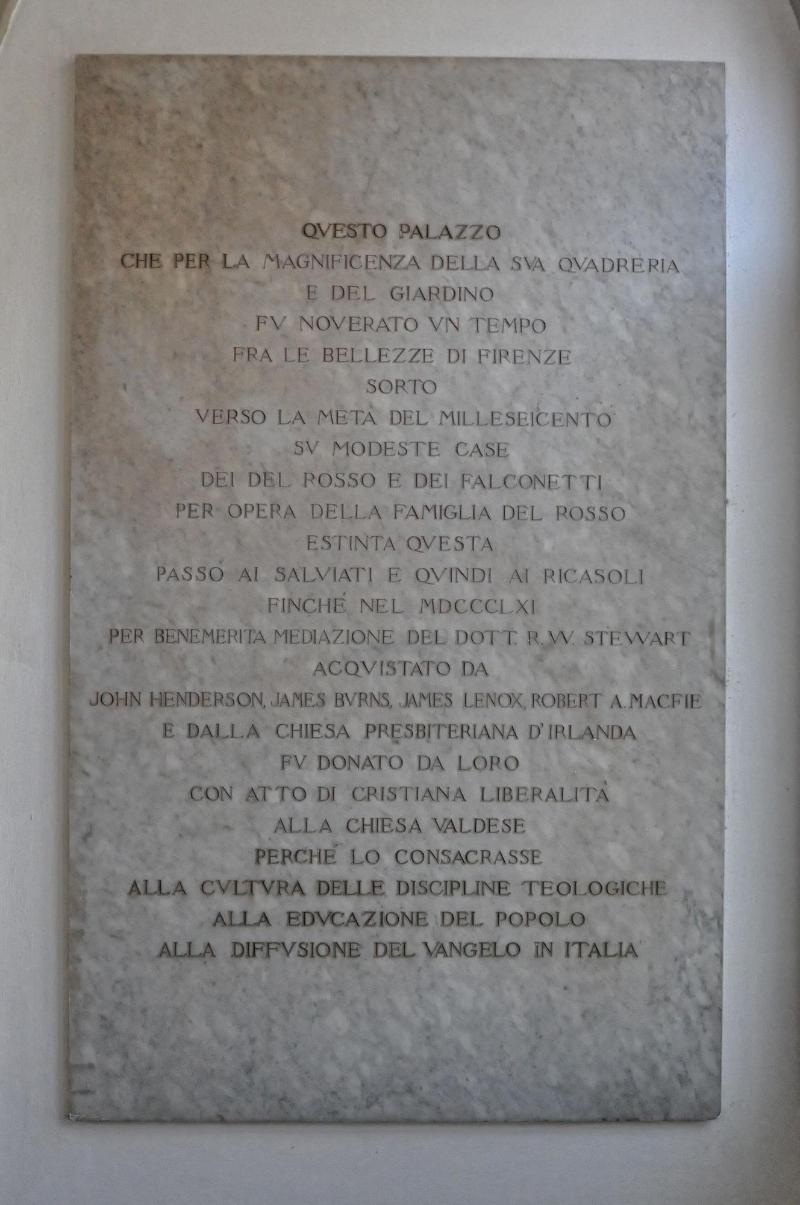 QVESTO PALAZZO
CHE PER LA MAGNIFICENZA DELLA SVA QVADRERIA
E DEL GIARDINO
FV NOVERATO VN TEMPO
FRA LE BELLEZZE DI FIRENZE
SORTO
VERSO LA METÀ DEL MILLESEICENTO
SV MODESTE CASE
DEI DEL ROSSO E DEI FALCONETTI
PER OPERA DELLA FAMIGLIA DEL ROSSO
ESTINTA QVESTA
PASSÒ AI SALVIATI E QVINDI AI RICASOLI
FINCHÉ NEL MDCCCLXI
PER BENEMERITA MEDIAZIONE DEL DOTT. R. W. STEWART
ACQVISTATO DA
JOHN HENDERSON, JAMES BVRNS, JAMES LENOX, ROBERT A. MACFIE
E DALLA CHIESA PRESBITERIANA D'IRLANDA
FV DONATO DA LORO
CON ATTO DI CRISTIANA LIBERALITÀ
ALLA CHIESA VALDESE
PERCHÉ LO CONSACRASSE
ALLA CVLTVRA DELLE DISCIPLINE TEOLOGICHE
ALLA EDVCAZIONE DEL POPOLO
ALLA DIFFVSIONE DEL VANGELO IN ITALIA